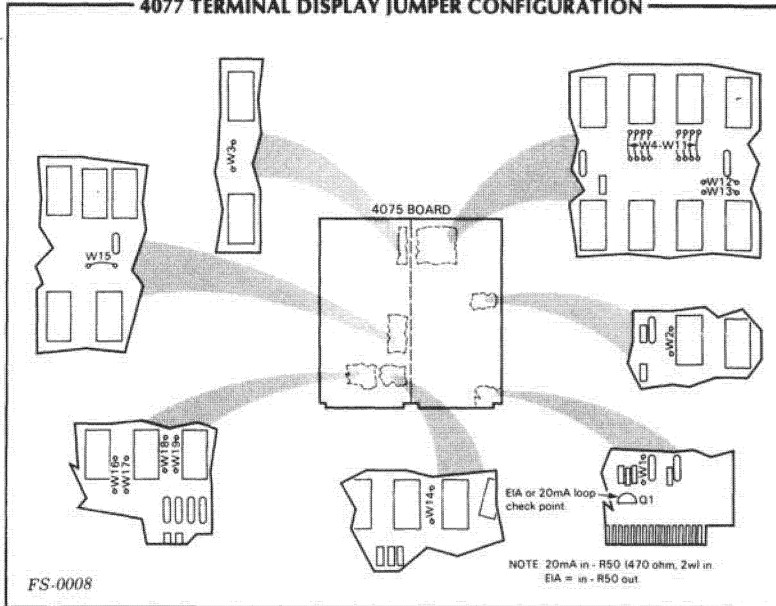 4077 TERMINAL DISPLAY JUMPER CONFIGURATION
W3
W4-W11
W12
W13
4075 BOARD
W15
W2
W16
W17
W18
W19
W14
W1
EIA or 20mA loop
check point
Q1
NOTE: 20mA in - R50 (470 ohm, 2w) in
EIA = in - R50 out
FS-0008